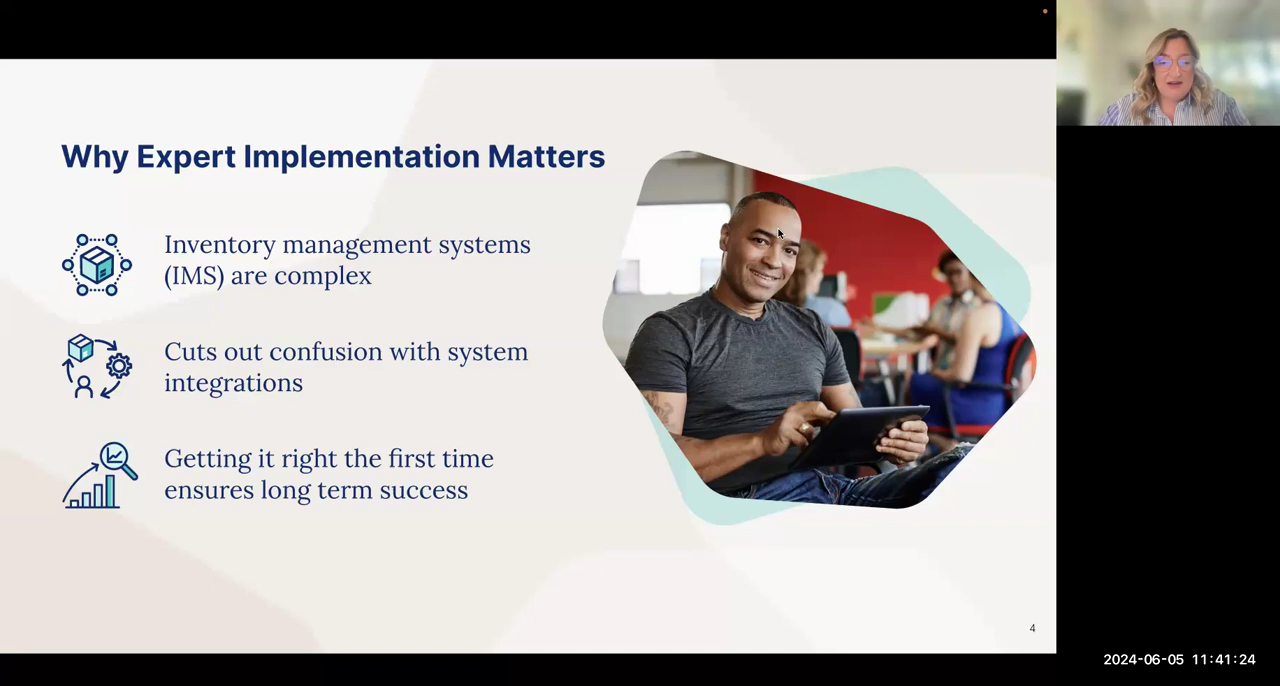 Why Expert Implementation Matters
Inventory management systems
(IMS) are complex
Cuts out confusion with system
integrations
Getting it right the first time
ensures long term success
4
2024-06-05 11:41:24